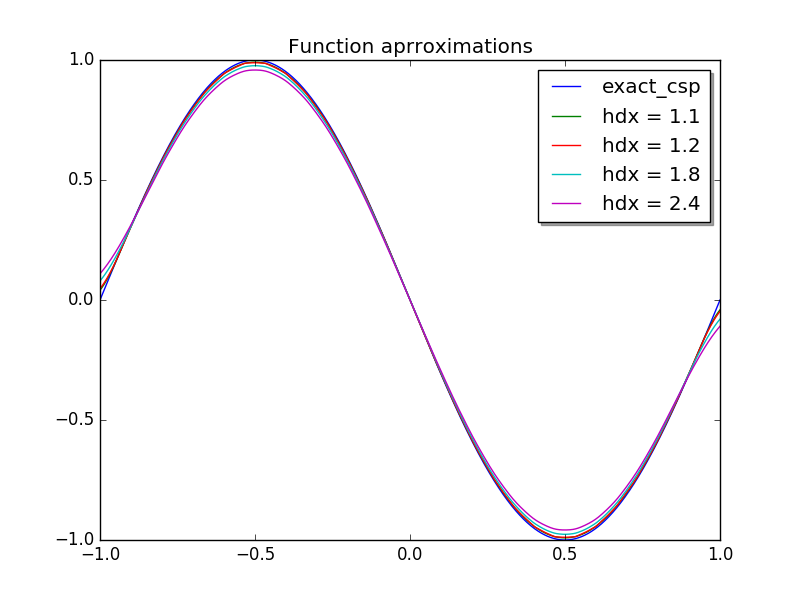 Function aprroximations
exact_csp
hdx = 1.1
hdx = 1.2
hdx = 1.8
hdx = 2.4
1.0
0.5
0.0
−0.5
−1.0
−1.0 −0.5 0.0 0.5 1.0